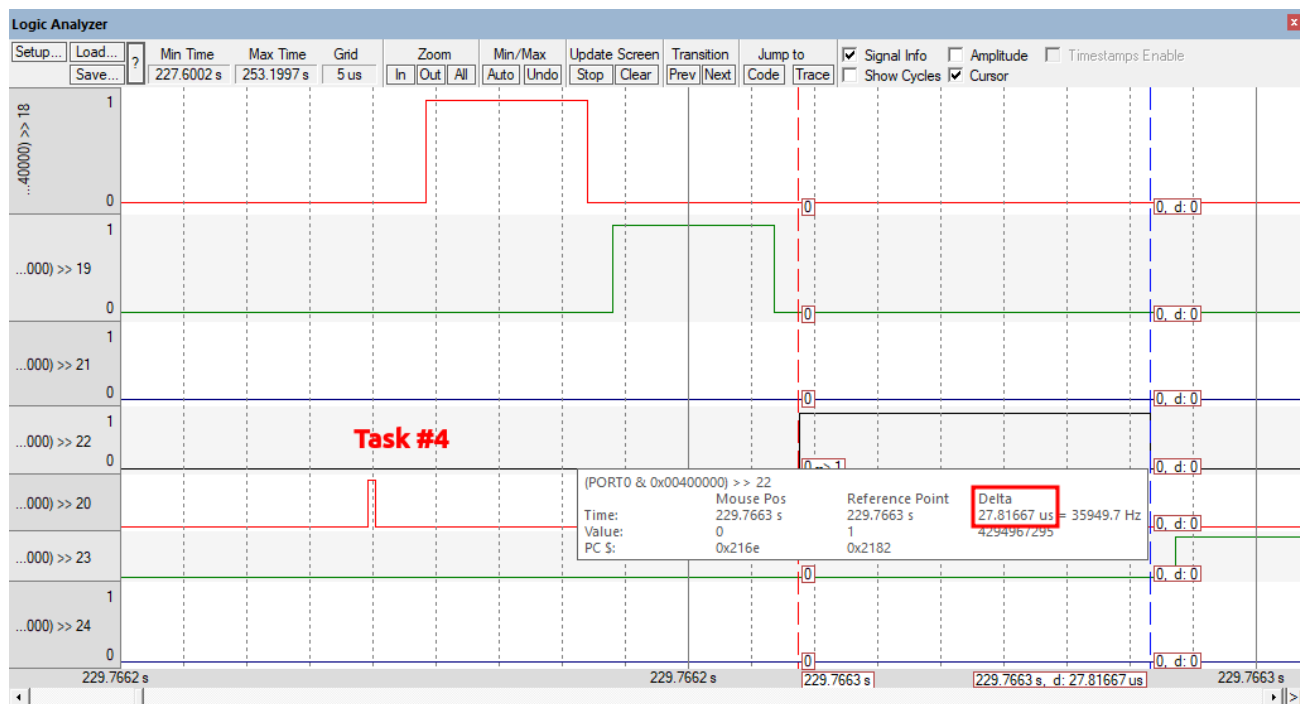 Logic Analyzer
Setup... Load... ? Min Time Max Time Grid Zoom Min/Max Update Screen Transition Jump to Signal Info Amplitude Timestamps Enable
Save... 227.6002 s 253.1997 s 5 us In Out All Auto Undo Stop Clear Prev Next Code Trace Show Cycles Cursor
...40000) >> 18
1
0
0
0, d: 0
1
...000) >> 19
0
0
0, d: 0
1
...000) >> 21
0
0
0, d: 0
1
...000) >> 22
0
Task #4
0 --> 1
0, d: 0
...000) >> 20
(PORT0 & 0x00400000) >> 22
Mouse Pos Reference Point Delta
Time: 229.7663 s 229.7663 s 27.81667 us = 35949.7 Hz
Value: 0 1 4294967295
PC $: 0x216e 0x2182
0, d: 0
...000) >> 23
0
0, d: 0
1
...000) >> 24
0
0
0, d: 0
229.7662 s 229.7662 s 229.7663 s 229.7663 s, d: 27.81667 us 229.7663 s